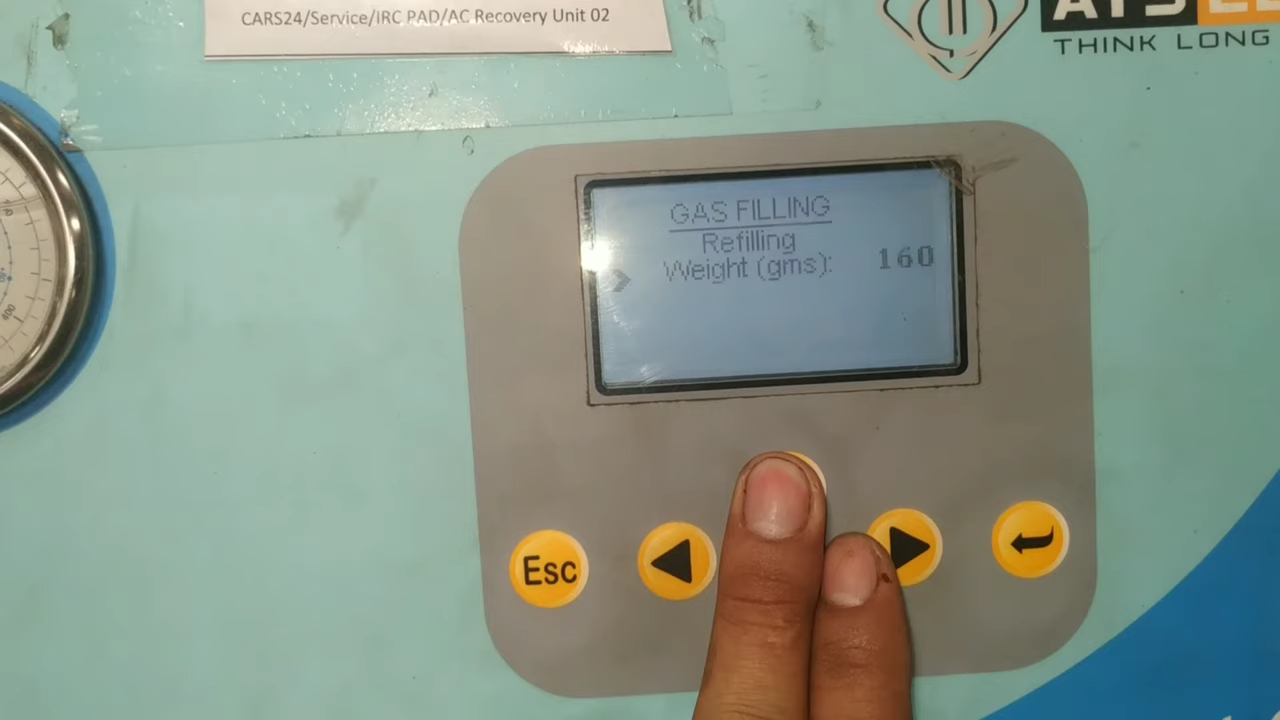 CARS24/Service/IRC PAD/AC Recovery Unit 02
THINK LONG
GAS FILLING
Refilling
Weight (gms): 160
Esc